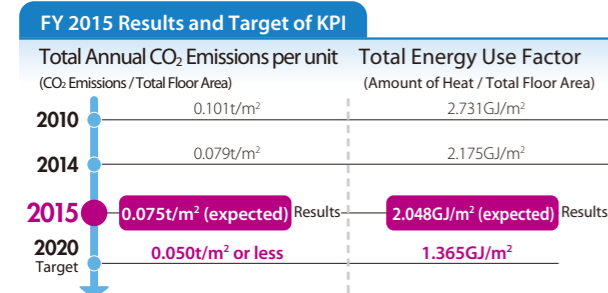 FY 2015 Results and Target of KPI
Total Annual CO₂ Emissions per unit Total Energy Use Factor
(CO₂ Emissions / Total Floor Area) (Amount of Heat / Total Floor Area)
2010 0.101t/m² 2.731GJ/m²
2014 0.079t/m² 2.175GJ/m²
2015 0.075t/m² (expected) Results 2.048GJ/m² (expected) Results
2020 0.050t/m² or less 1.365GJ/m²
Target